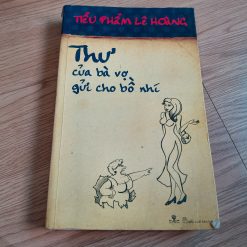 TIỂU PHẨM LÊ HOÀNG
Thư
của bà vợ
gửi cho bồ nhí